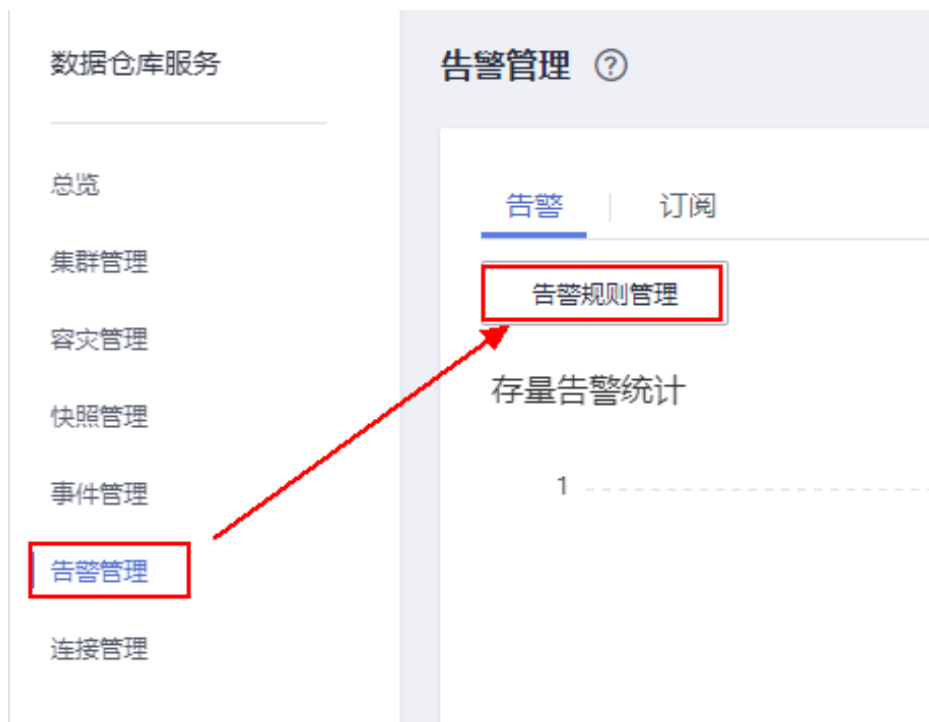 数据仓库服务
总览
集群管理
容灾管理
快照管理
事件管理
告警管理
连接管理
告警管理 ?
告警 订阅
告警规则管理
存量告警统计
1